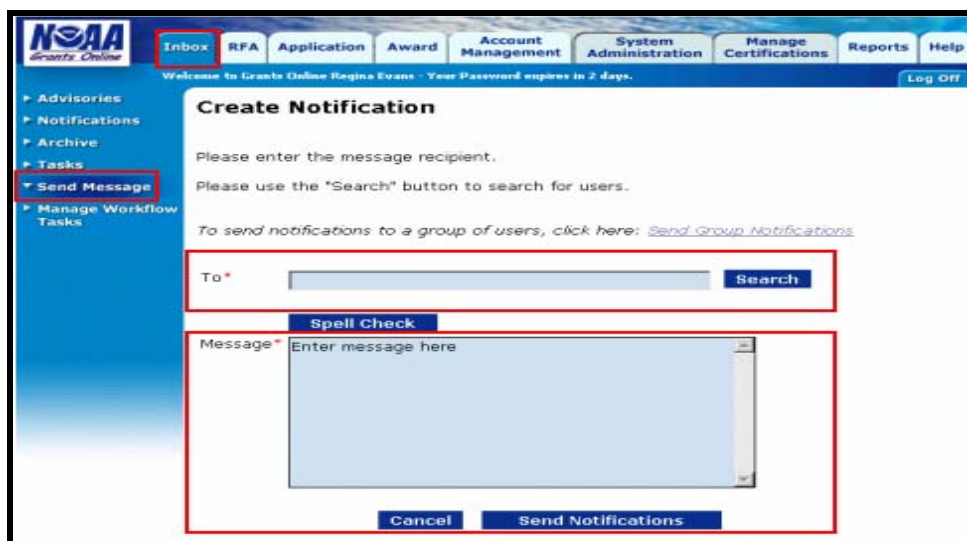 NOAA
Grants Online
Inbox RFA Application Award Account Management System Administration Manage Certifications Reports Help
Welcome to Grants Online Regina Evans - Your Password expires in 2 days.
Log Off
Advisories
Notifications
Archive
Tasks
Send Message
Manage Workflow
Tasks
Create Notification
Please enter the message recipient.
Please use the "Search" button to search for users.
To send notifications to a group of users, click here: Send Group Notifications
To* Search
Spell Check
Message* Enter message here
Cancel Send Notifications